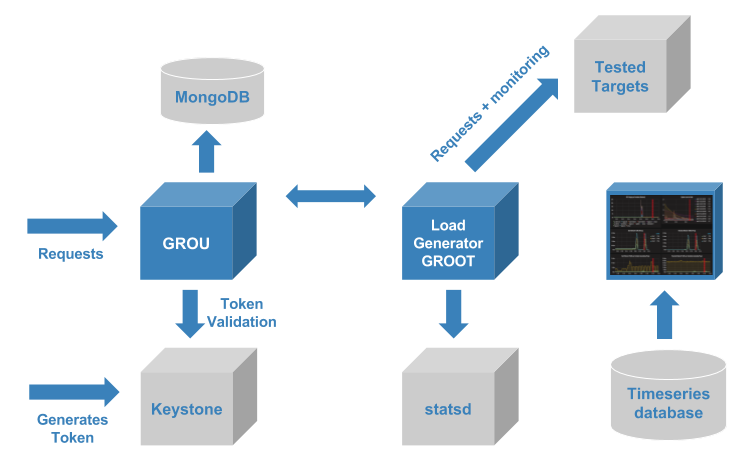 Requests + monitoring
Tested
Targets
MongoDB
Requests
GROU
Load
Generator
GROOT
Token
Validation
Generates
Token
Keystone
statsd
Timeseries
database